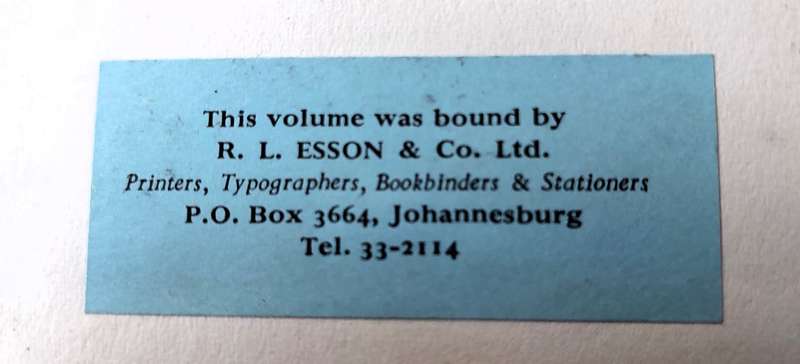 This volume was bound by
R. L. ESSON & Co. Ltd.
Printers, Typographers, Bookbinders & Stationers
P.O. Box 3664, Johannesburg
Tel. 33-2114